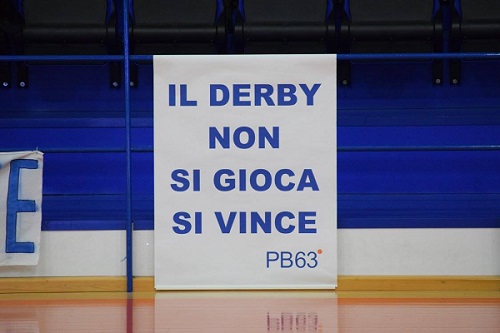 IL DERBY
NON
SI GIOCA
SI VINCE
PB63
E